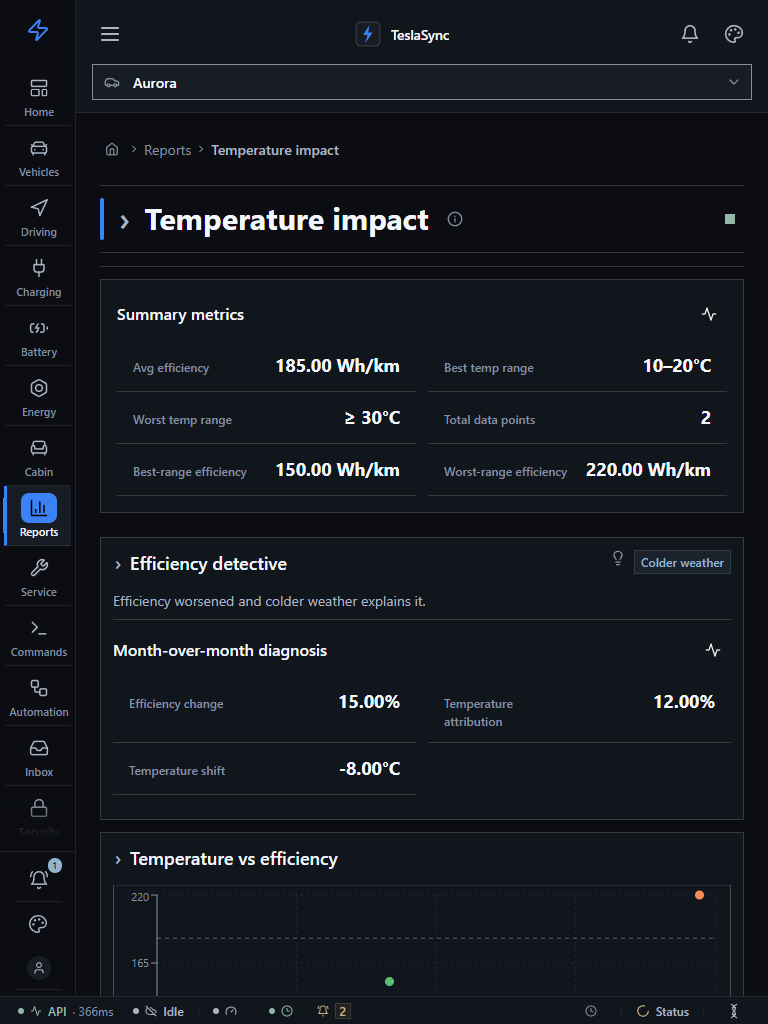 TeslaSync
Aurora
Home
Vehicles
Driving
Charging
Battery
Energy
Cabin
Reports
Service
Commands
Automation
Inbox
Security
1
Reports
Temperature impact
Temperature impact
Summary metrics
Avg efficiency 185.00 Wh/km
Best temp range 10–20°C
Worst temp range ≥ 30°C
Total data points 2
Best-range efficiency 150.00 Wh/km
Worst-range efficiency 220.00 Wh/km
Efficiency detective
Colder weather
Efficiency worsened and colder weather explains it.
Month-over-month diagnosis
Efficiency change 15.00%
Temperature
attribution
12.00%
Temperature shift -8.00°C
Temperature vs efficiency
220
165
API · 366ms
Idle
2
Status